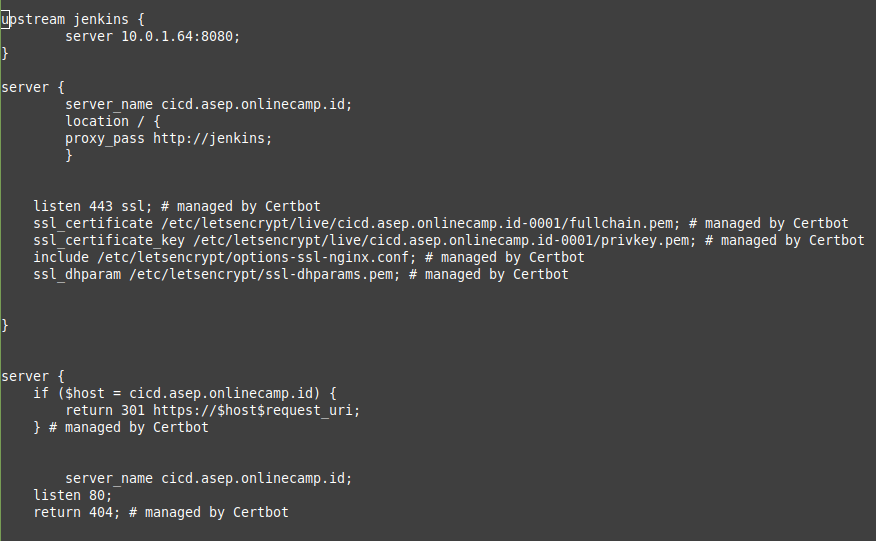 upstream jenkins {
        server 10.0.1.64:8080;
}
server {
        server_name cicd.asep.onlinecamp.id;
        location / {
        proxy_pass http://jenkins;
        }
    listen 443 ssl; # managed by Certbot
    ssl_certificate /etc/letsencrypt/live/cicd.asep.onlinecamp.id-0001/fullchain.pem; # managed by Certbot
    ssl_certificate_key /etc/letsencrypt/live/cicd.asep.onlinecamp.id-0001/privkey.pem; # managed by Certbot
    include /etc/letsencrypt/options-ssl-nginx.conf; # managed by Certbot
    ssl_dhparam /etc/letsencrypt/ssl-dhparams.pem; # managed by Certbot
}
server {
    if ($host = cicd.asep.onlinecamp.id) {
        return 301 https://$host$request_uri;
    } # managed by Certbot
        server_name cicd.asep.onlinecamp.id;
    listen 80;
    return 404; # managed by Certbot